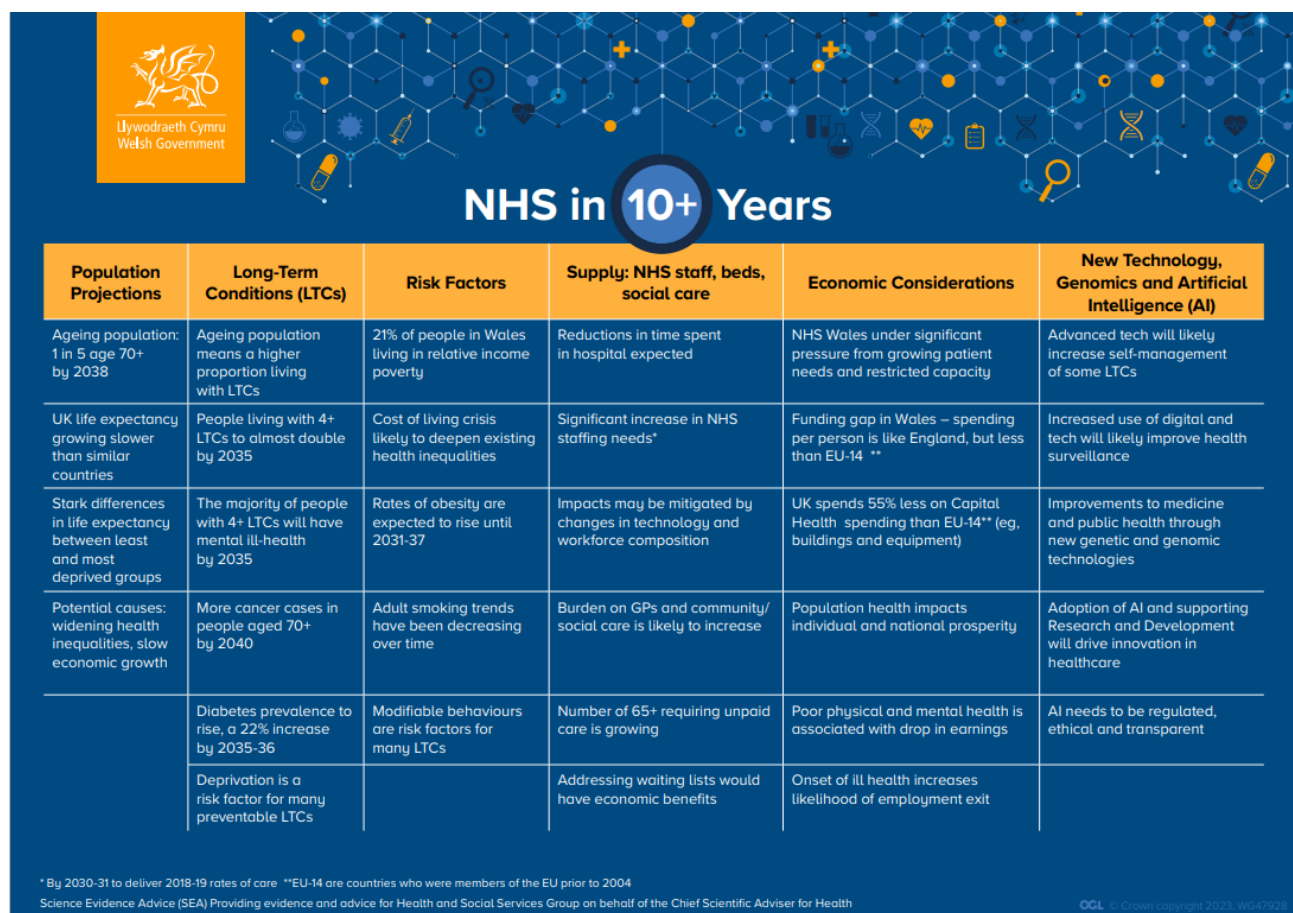 Llywodraeth Cymru
Welsh Government
NHS in 10+ Years
Population
Projections
Long-Term
Conditions (LTCs)
Risk Factors
Supply: NHS staff, beds,
social care
Economic Considerations
New Technology,
Genomics and Artificial
Intelligence (AI)
Ageing population:
1 in 5 age 70+
by 2038
Ageing population
means a higher
proportion living
with LTCs
21% of people in Wales
living in relative income
poverty
Reductions in time spent
in hospital expected
NHS Wales under significant
pressure from growing patient
needs and restricted capacity
Advanced tech will likely
increase self-management
of some LTCs
UK life expectancy
growing slower
than similar
countries
People living with 4+
LTCs to almost double
by 2035
Cost of living crisis
likely to deepen existing
health inequalities
Significant increase in NHS
staffing needs*
Funding gap in Wales – spending
per person is like England, but less
than EU-14 **
Increased use of digital and
tech will likely improve health
surveillance
Stark differences
in life expectancy
between least
and most
deprived groups
The majority of people
with 4+ LTCs will have
mental ill-health
by 2035
Rates of obesity are
expected to rise until
2031-37
Impacts may be mitigated by
changes in technology and
workforce composition
UK spends 55% less on Capital
Health spending than EU-14** (eg,
buildings and equipment)
Improvements to medicine
and public health through
new genetic and genomic
technologies
Potential causes:
widening health
inequalities, slow
economic growth
More cancer cases in
people aged 70+
by 2040
Adult smoking trends
have been decreasing
over time
Burden on GPs and community/
social care is likely to increase
Population health impacts
individual and national prosperity
Adoption of AI and supporting
Research and Development
will drive innovation in
healthcare
Diabetes prevalence to
rise, a 22% increase
by 2035-36
Modifiable behaviours
are risk factors for
many LTCs
Number of 65+ requiring unpaid
care is growing
Poor physical and mental health is
associated with drop in earnings
AI needs to be regulated,
ethical and transparent
Deprivation is a
risk factor for many
preventable LTCs
Addressing waiting lists would
have economic benefits
Onset of ill health increases
likelihood of employment exit
* By 2030-31 to deliver 2018-19 rates of care **EU-14 are countries who were members of the EU prior to 2004
Science Evidence Advice (SEA) Providing evidence and advice for Health and Social Services Group on behalf of the Chief Scientific Adviser for Health
OGL © Crown copyright 2023, WG47928